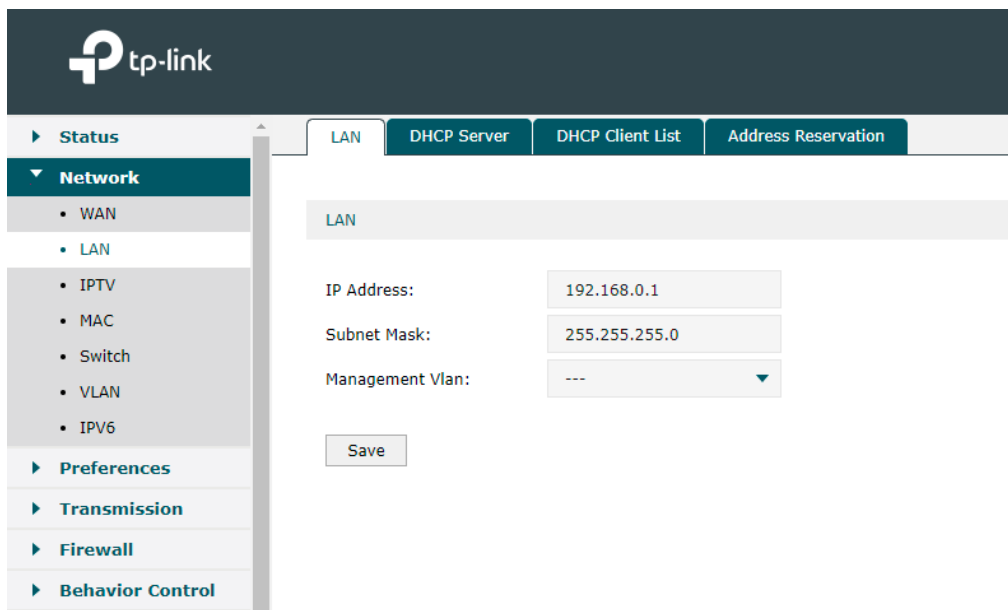 tp-link
Status
Network
WAN
LAN
IPTV
MAC
Switch
VLAN
IPV6
Preferences
Transmission
Firewall
Behavior Control
LAN DHCP Server DHCP Client List Address Reservation
LAN
IP Address: 192.168.0.1
Subnet Mask: 255.255.255.0
Management Vlan: ---
Save